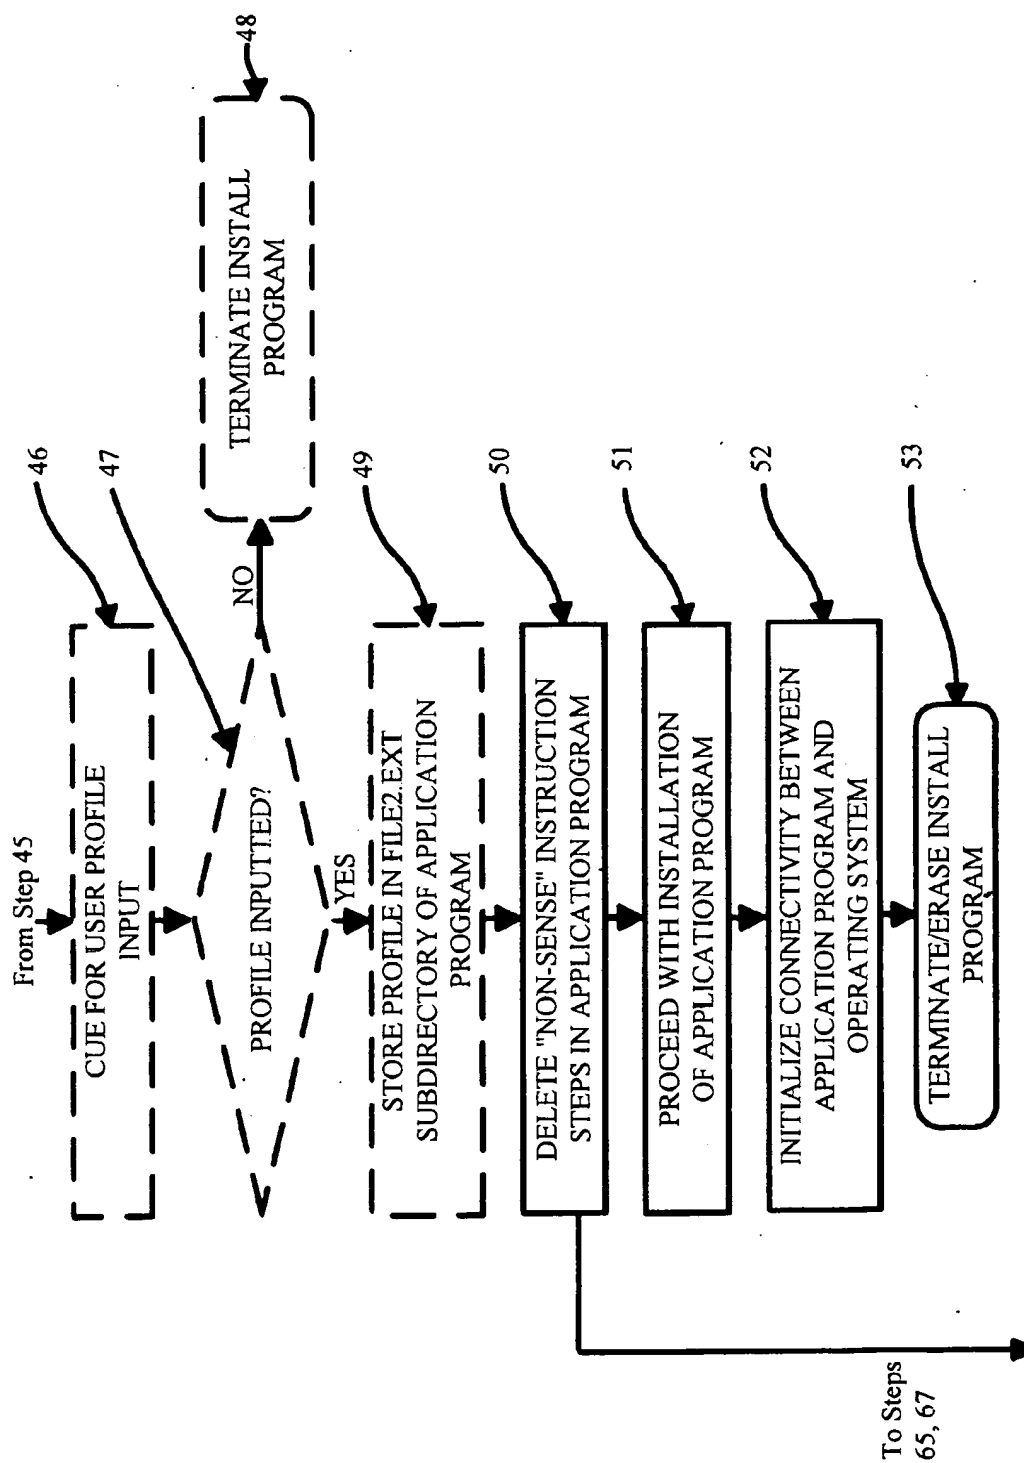 From Step 45
46
CUE FOR USER PROFILE
INPUT
47
PROFILE INPUTTED?
NO
48
TERMINATE INSTALL
PROGRAM
YES
49
STORE PROFILE IN FILE2.EXT
SUBDIRECTORY OF APPLICATION
PROGRAM
50
DELETE "NON-SENSE" INSTRUCTION
STEPS IN APPLICATION PROGRAM
51
PROCEED WITH INSTALLATION
OF APPLICATION PROGRAM
52
INITIALIZE CONNECTIVITY BETWEEN
APPLICATION PROGRAM AND
OPERATING SYSTEM
53
TERMINATE/ERASE INSTALL
PROGRAM
To Steps
65, 67